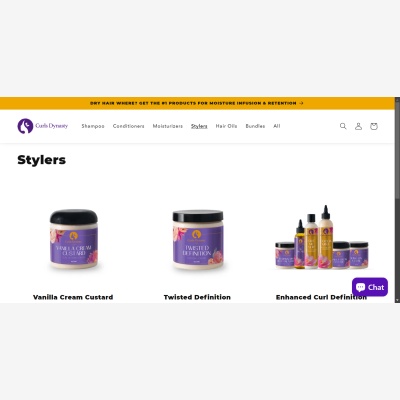 DRY HAIR WHERE? GET THE #1 PRODUCTS FOR MOISTURE INFUSION & RETENTION →
Curls Dynasty
Shampoo Conditioners Moisturizers Stylers Hair Oils Bundles All
Stylers
VANILLA CREAM
CUSTARD
TWISTED
DEFINITION
Vanilla Cream Custard Twisted Definition Enhanced Curl Definition
Chat